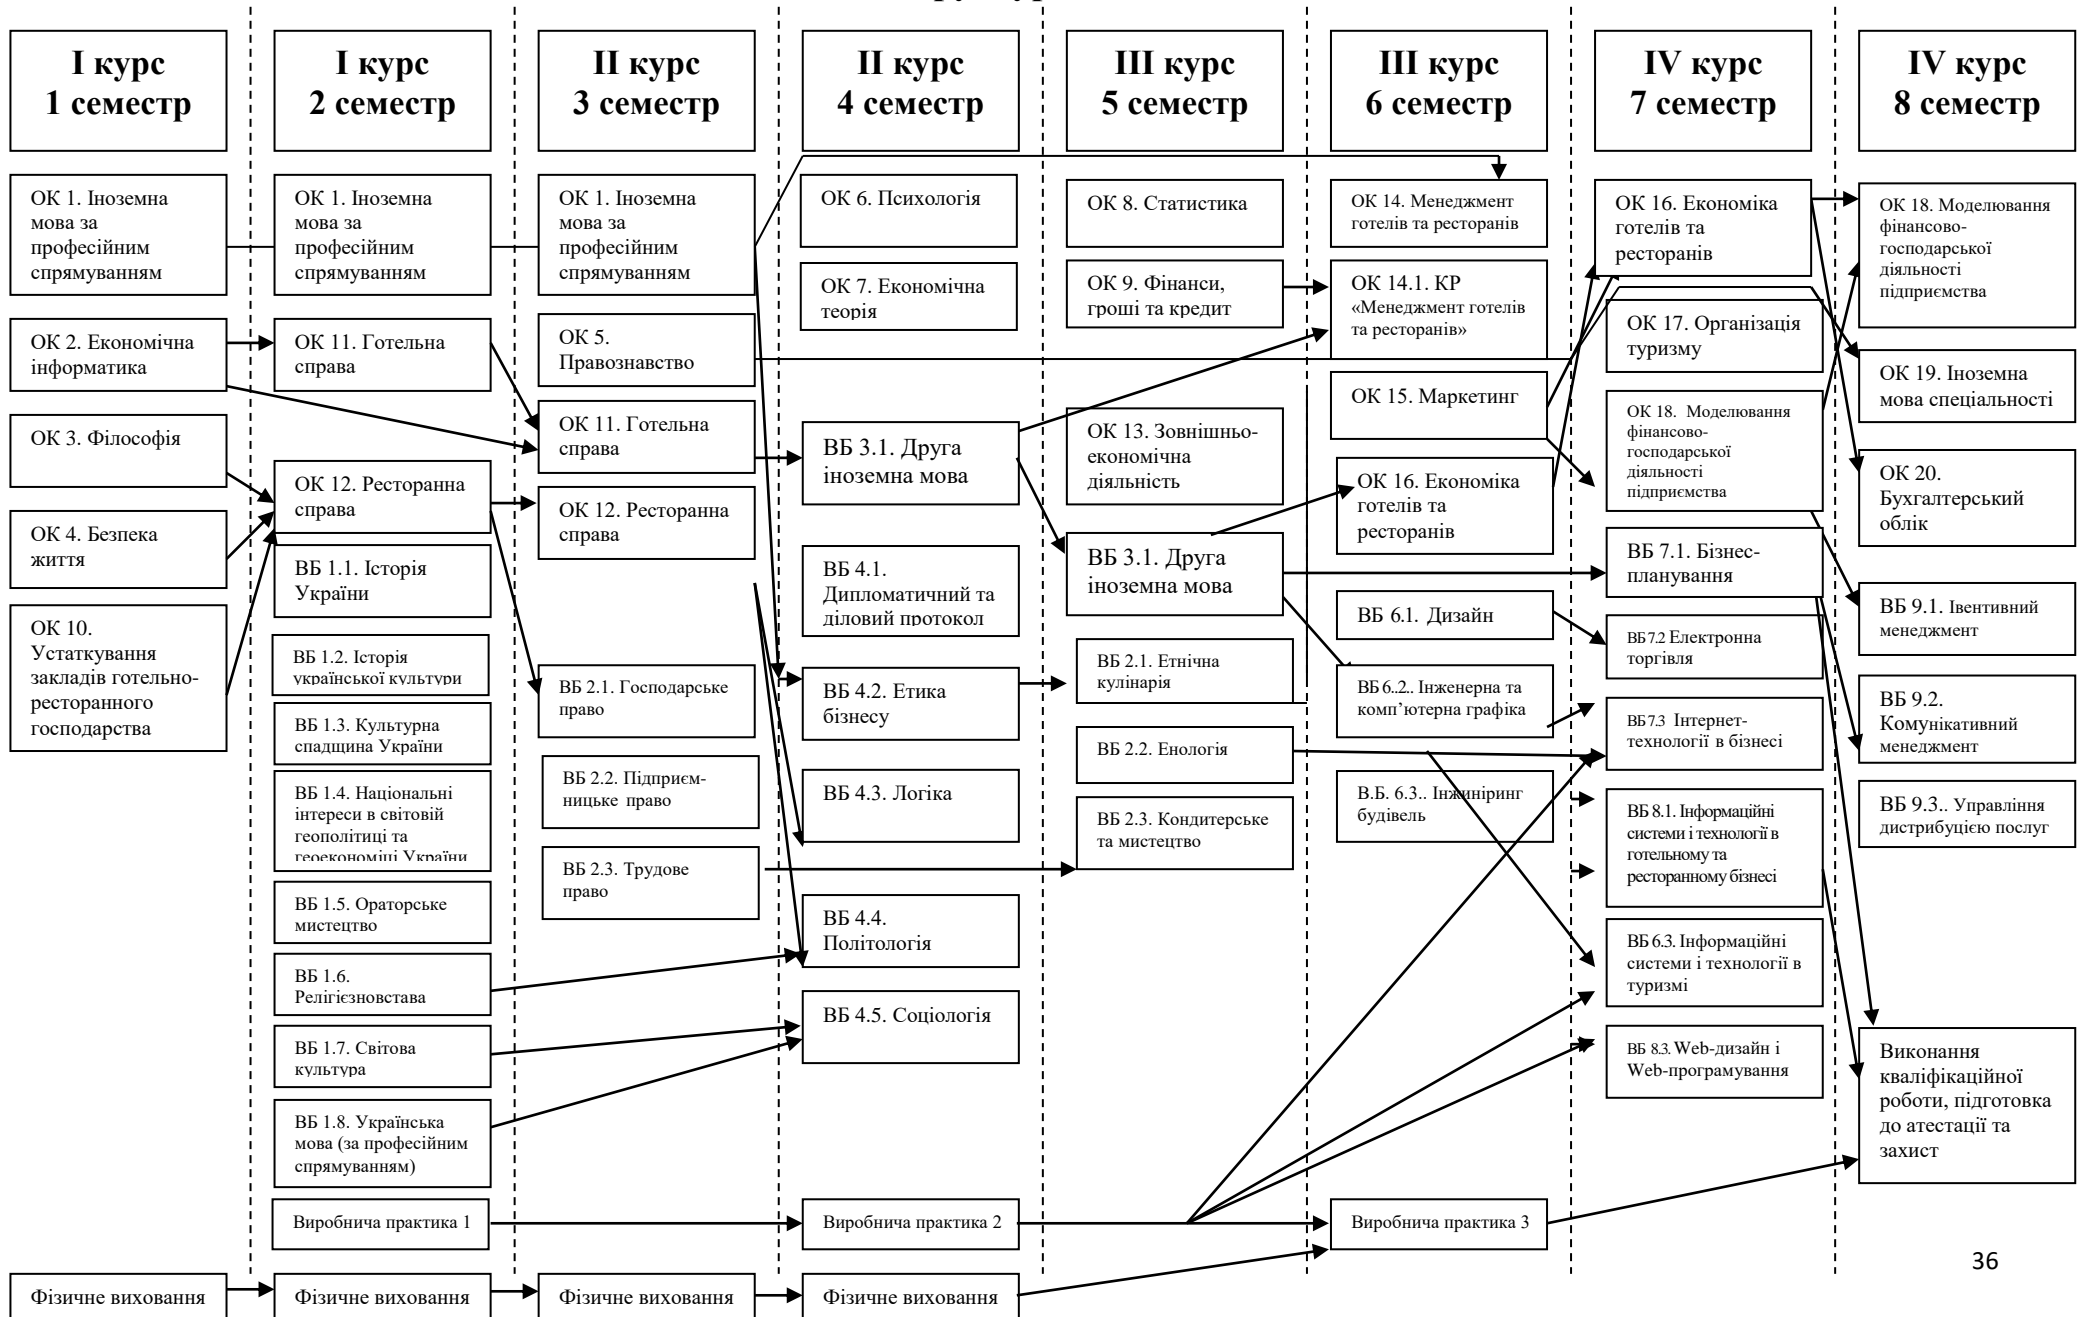 І курс
1 семестр
І курс
2 семестр
ІІ курс
3 семестр
ІІ курс
4 семестр
ІІІ курс
5 семестр
ІІІ курс
6 семестр
IV курс
7 семестр
IV курс
8 семестр
ОК 1. Іноземна
мова за
професійним
спрямуванням
ОК 2. Економічна
інформатика
ОК 3. Філософія
ОК 4. Безпека
життя
ОК 10.
Устаткування
закладів готельно-
ресторанного
господарства
Фізичне виховання
ОК 1. Іноземна
мова за
професійним
спрямуванням
ОК 11. Готельна
справа
ОК 12. Ресторанна
справа
ВБ 1.1. Історія
України
ВБ 1.2. Історія
української культури
ВБ 1.3. Культурна
спадщина України
ВБ 1.4. Національні
інтереси в світовій
геополітиці та
геоекономіці України
ВБ 1.5. Ораторське
мистецтво
ВБ 1.6.
Релігієзновстава
ВБ 1.7. Світова
культура
ВБ 1.8. Українська
мова (за професійним
спрямуванням)
Виробнича практика 1
Фізичне виховання
ОК 1. Іноземна
мова за
професійним
спрямуванням
ОК 5.
Правознавство
ОК 11. Готельна
справа
ОК 12. Ресторанна
справа
ВБ 2.1. Господарське
право
ВБ 2.2. Підприєм-
ницьке право
ВБ 2.3. Трудове
право
Фізичне виховання
ОК 6. Психологія
ОК 7. Економічна
теорія
ВБ 3.1. Друга
іноземна мова
ВБ 4.1.
Дипломатичний та
діловий протокол
ВБ 4.2. Етика
бізнесу
ВБ 4.3. Логіка
ВБ 4.4.
Політологія
ВБ 4.5. Соціологія
Виробнича практика 2
Фізичне виховання
ОК 8. Статистика
ОК 9. Фінанси,
гроші та кредит
ОК 13. Зовнішньо-
економічна
діяльність
ВБ 3.1. Друга
іноземна мова
ВБ 2.1. Етнічна
кулінарія
ВБ 2.2. Енологія
ВБ 2.3. Кондитерське
та мистецтво
ОК 14. Менеджмент
готелів та ресторанів
ОК 14.1. КР
«Менеджмент готелів
та ресторанів»
ОК 15. Маркетинг
ОК 16. Економіка
готелів та
ресторанів
ВБ 6.1. Дизайн
ВБ 6..2.. Інженерна та
комп’ютерна графіка
В.Б. 6.3.. Інжиніринг
будівель
Виробнича практика 3
ОК 16. Економіка
готелів та
ресторанів
ОК 17. Організація
туризму
ОК 18. Моделювання
фінансово-
господарської
діяльності
підприємства
ВБ 7.1. Бізнес-
планування
ВБ 7.2 Електронна
торгівля
ВБ 7.3 Інтернет-
технології в бізнесі
ВБ 8.1. Інформаційні
системи і технології в
готельному та
ресторанному бізнесі
ВБ 6.3. Інформаційні
системи і технології в
туризмі
ВБ 8.3. Web-дизайн і
Web-програмування
ОК 18. Моделювання
фінансово-
господарської
діяльності
підприємства
ОК 19. Іноземна
мова спеціальності
ОК 20.
Бухгалтерський
облік
ВБ 9.1. Івентивний
менеджмент
ВБ 9.2.
Комунікативний
менеджмент
ВБ 9.3.. Управління
дистрибуцією послуг
Виконання
кваліфікаційної
роботи, підготовка
до атестації та
захист
36